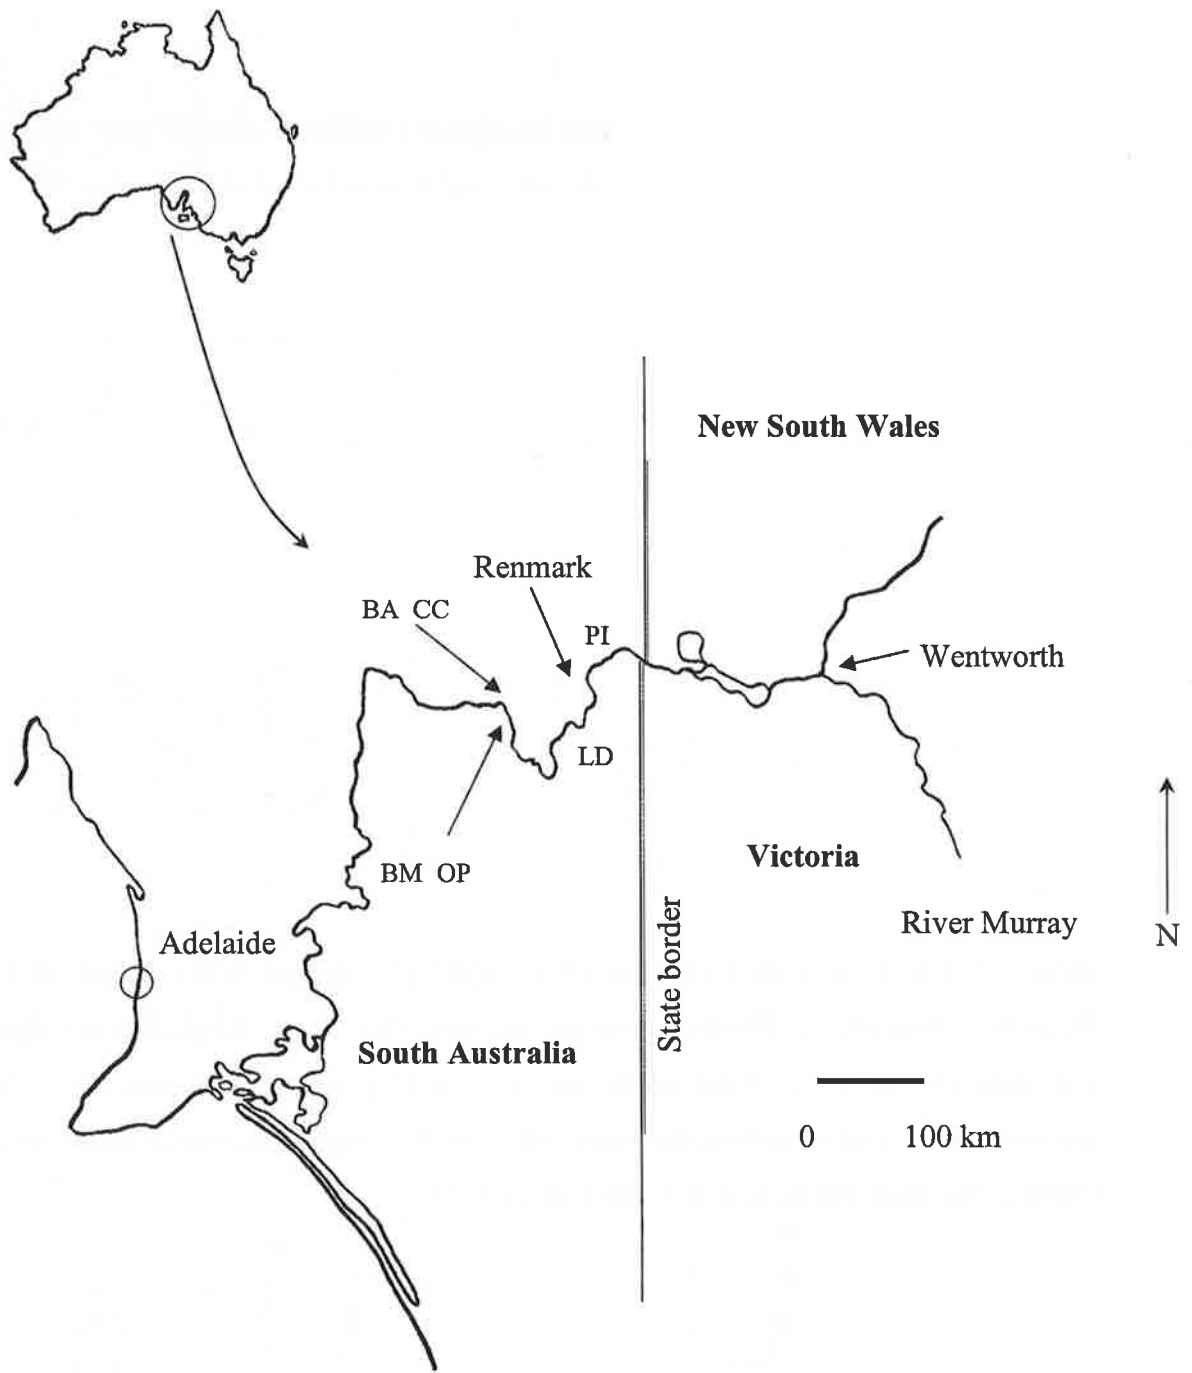 New South Wales
Renmark
BA CC
PI
Wentworth
LD
Victoria
BM OP
River Murray
N
Adelaide
State border
South Australia
0 100 km